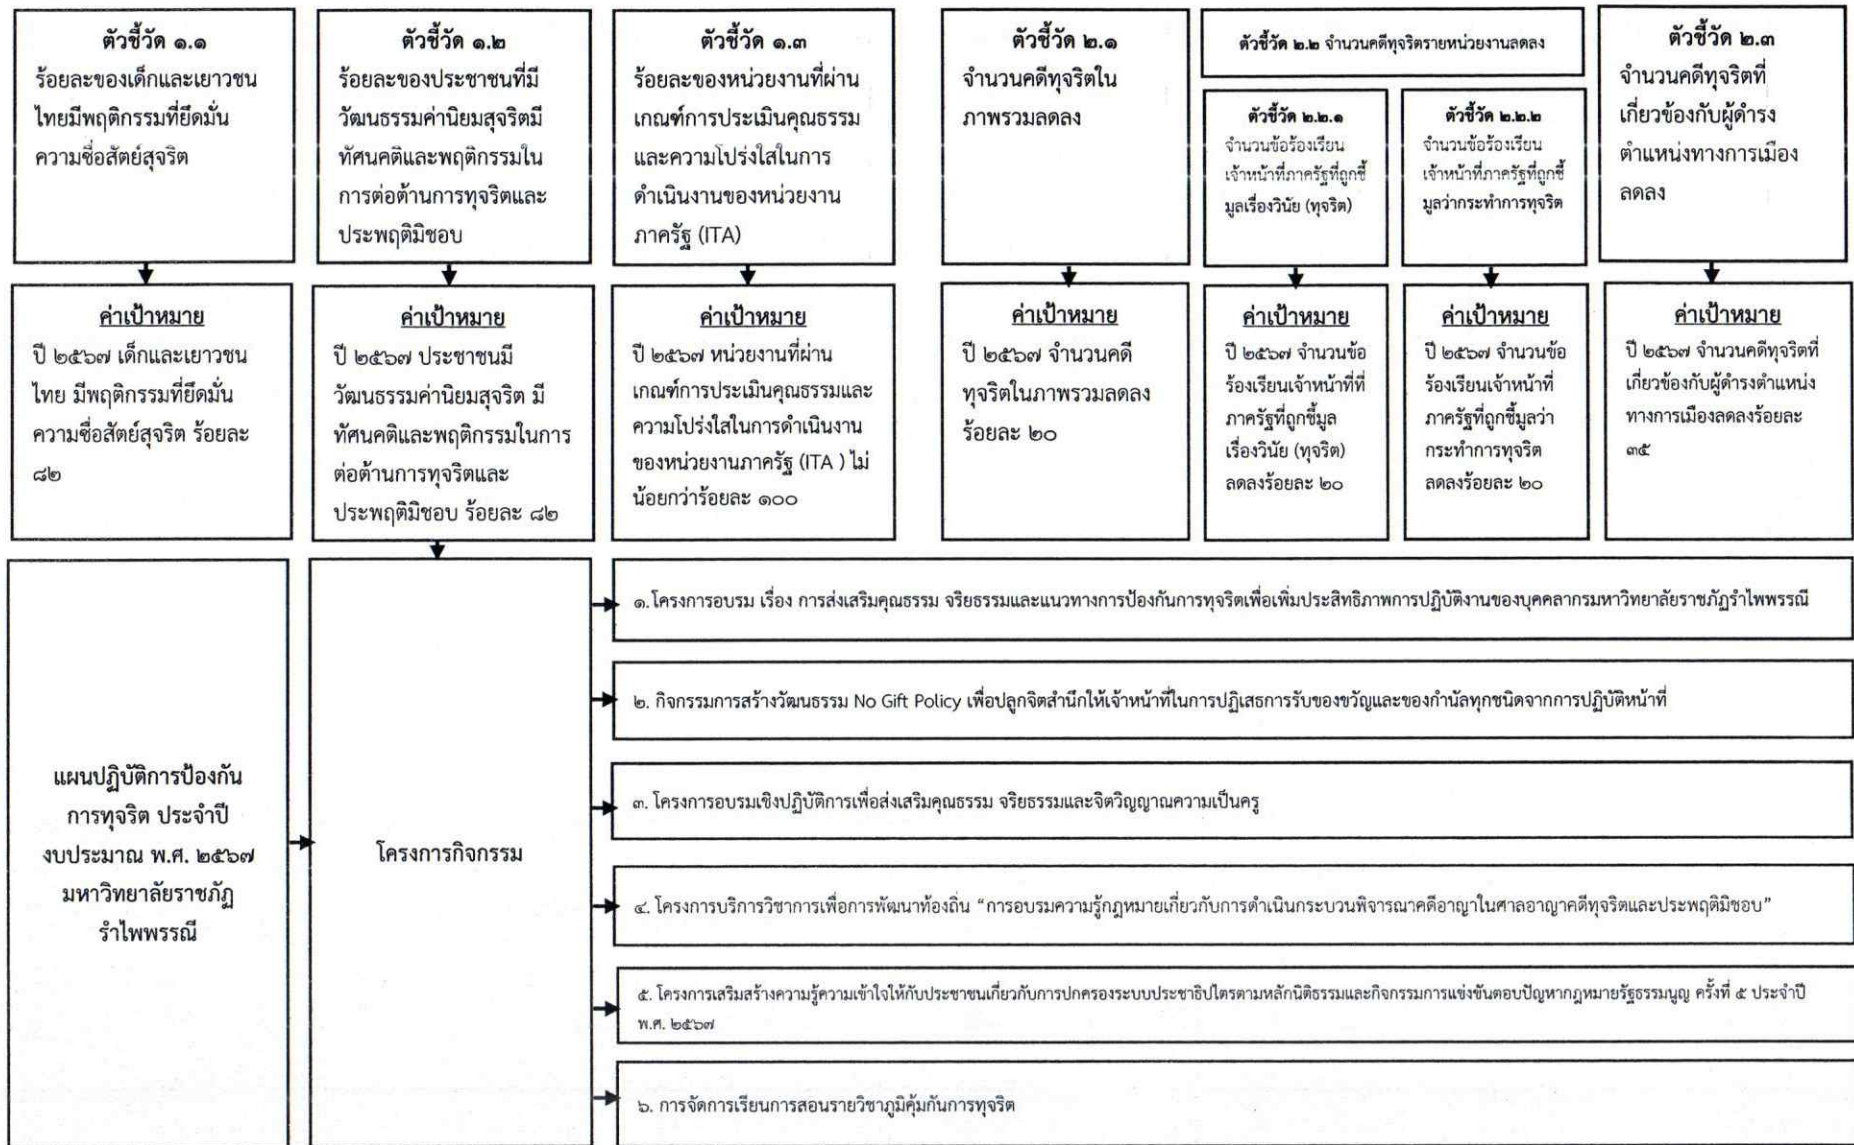 ตัวชี้วัด ๑.๑
ร้อยละของเด็กและเยาวชน
ไทยมีพฤติกรรมที่ยึดมั่น
ความซื่อสัตย์สุจริต
ตัวชี้วัด ๑.๒
ร้อยละของประชาชนที่มี
วัฒนธรรมค่านิยมสุจริตมี
ทัศนคติและพฤติกรรมใน
การต่อต้านการทุจริตและ
ประพฤติมิชอบ
ตัวชี้วัด ๑.๓
ร้อยละของหน่วยงานที่ผ่าน
เกณฑ์การประเมินคุณธรรม
และความโปร่งใสในการ
ดำเนินงานของหน่วยงาน
ภาครัฐ (ITA)
ตัวชี้วัด ๒.๑
จำนวนคดีทุจริตใน
ภาพรวมลดลง
ตัวชี้วัด ๒.๒ จำนวนคดีทุจริตรายหน่วยงานลดลง
ตัวชี้วัด ๒.๒.๑
จำนวนข้อร้องเรียน
เจ้าหน้าที่ภาครัฐที่ถูกชี้
มูลเรื่องวินัย (ทุจริต)
ตัวชี้วัด ๒.๒.๒
จำนวนข้อร้องเรียน
เจ้าหน้าที่ภาครัฐที่ถูกชี้
มูลว่ากระทำการทุจริต
ตัวชี้วัด ๒.๓
จำนวนคดีทุจริตที่
เกี่ยวข้องกับผู้ดำรง
ตำแหน่งทางการเมือง
ลดลง
ค่าเป้าหมาย
ปี ๒๕๖๗ เด็กและเยาวชน
ไทย มีพฤติกรรมที่ยึดมั่น
ความซื่อสัตย์สุจริต ร้อยละ
๘๒
ค่าเป้าหมาย
ปี ๒๕๖๗ ประชาชนมี
วัฒนธรรมค่านิยมสุจริต มี
ทัศนคติและพฤติกรรมในการ
ต่อต้านการทุจริตและ
ประพฤติมิชอบ ร้อยละ ๘๒
ค่าเป้าหมาย
ปี ๒๕๖๗ หน่วยงานที่ผ่าน
เกณฑ์การประเมินคุณธรรมและ
ความโปร่งใสในการดำเนินงาน
ของหน่วยงานภาครัฐ (ITA ) ไม่
น้อยกว่าร้อยละ ๑๐๐
ค่าเป้าหมาย
ปี ๒๕๖๗ จำนวนคดี
ทุจริตในภาพรวมลดลง
ร้อยละ ๒๐
ค่าเป้าหมาย
ปี ๒๕๖๗ จำนวนข้อ
ร้องเรียนเจ้าหน้าที่ที่
ภาครัฐที่ถูกชี้มูล
เรื่องวินัย (ทุจริต)
ลดลงร้อยละ ๒๐
ค่าเป้าหมาย
ปี ๒๕๖๗ จำนวนข้อ
ร้องเรียนเจ้าหน้าที่
ภาครัฐที่ถูกชี้มูลว่า
กระทำการทุจริต
ลดลงร้อยละ ๒๐
ค่าเป้าหมาย
ปี ๒๕๖๗ จำนวนคดีทุจริตที่
เกี่ยวข้องกับผู้ดำรงตำแหน่ง
ทางการเมืองลดลงร้อยละ
๓๕
แผนปฏิบัติการป้องกัน
การทุจริต ประจำปี
งบประมาณ พ.ศ. ๒๕๖๗
มหาวิทยาลัยราชภัฏ
รำไพพรรณี
โครงการกิจกรรม
๑.โครงการอบรม เรื่อง การส่งเสริมคุณธรรม จริยธรรมและแนวทางการป้องกันการทุจริตเพื่อเพิ่มประสิทธิภาพการปฏิบัติงานของบุคคลากรมหาวิทยาลัยราชภัฏรำไพพรรณี
๒. กิจกรรมการสร้างวัฒนธรรม No Gift Policy เพื่อปลูกจิตสำนึกให้เจ้าหน้าที่ในการปฏิเสธการรับของขวัญและของกำนัลทุกชนิดจากการปฏิบัติหน้าที่
๓. โครงการอบรมเชิงปฏิบัติการเพื่อส่งเสริมคุณธรรม จริยธรรมและจิตวิญญาณความเป็นครู
๔. โครงการบริการวิชาการเพื่อการพัฒนาท้องถิ่น “การอบรมความรู้กฎหมายเกี่ยวกับการดำเนินกระบวนพิจารณาคดีอาญาในศาลอาญาคดีทุจริตและประพฤติมิชอบ”
๕. โครงการเสริมสร้างความรู้ความเข้าใจให้กับประชาชนเกี่ยวกับการปกครองระบบประชาธิปไตรตามหลักนิติธรรมและกิจกรรมการแข่งขันตอบปัญหากฎหมายรัฐธรรมนูญ ครั้งที่ ๕ ประจำปี
พ.ศ. ๒๕๖๗
๖. การจัดการเรียนการสอนรายวิชาภูมิคุ้มกันการทุจริต